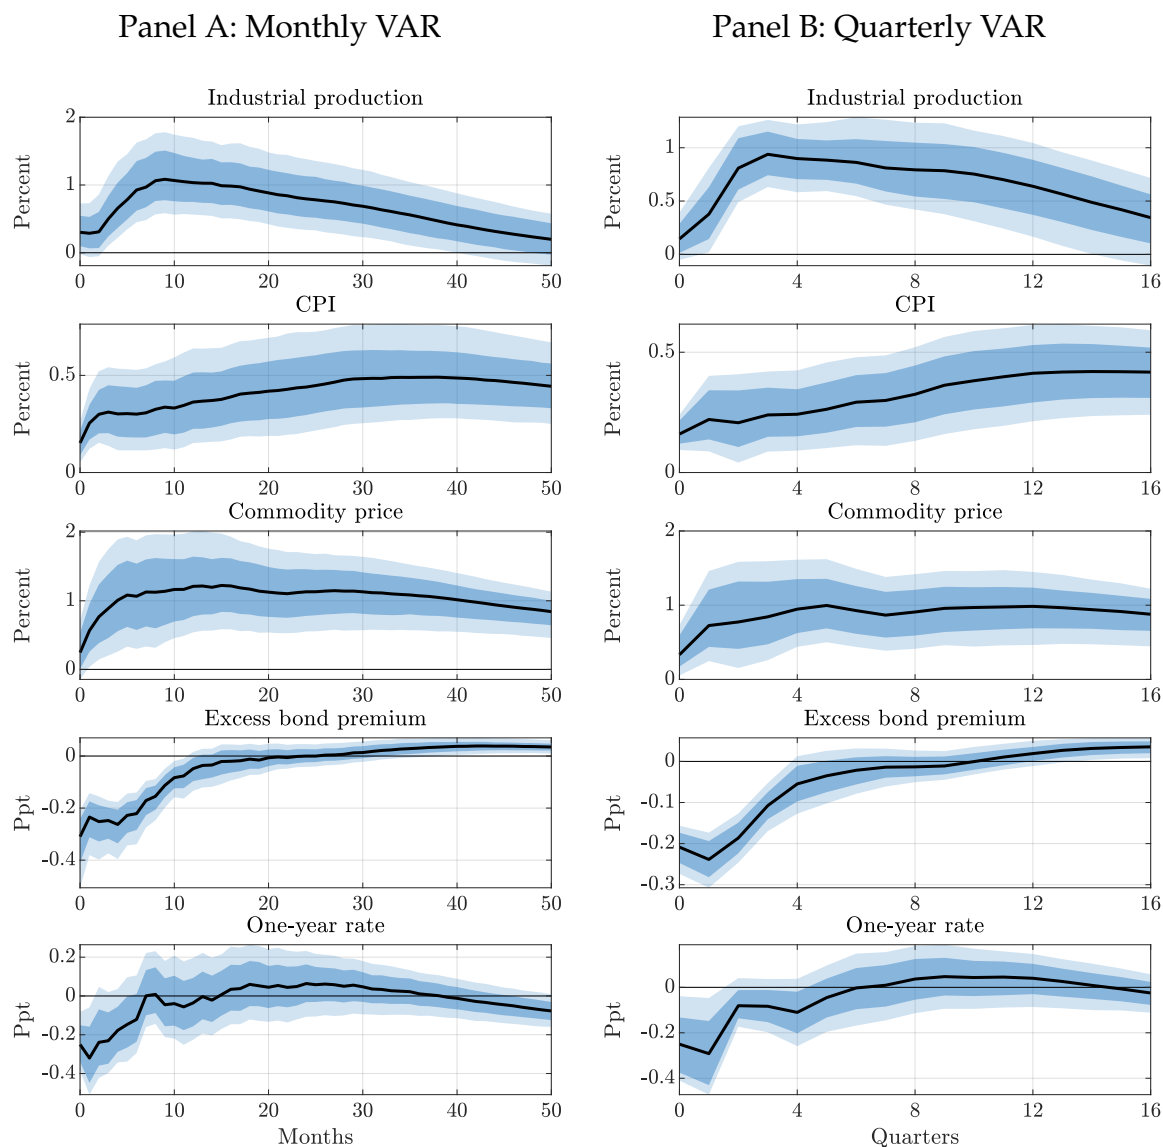 Panel A: Monthly VAR
Panel B: Quarterly VAR
Industrial production
Percent
2
1
0
0 10 20 30 40 50
Industrial production
Percent
1
0.5
0
0 4 8 12 16
CPI
Percent
0.5
0
0 10 20 30 40 50
CPI
Percent
0.5
0
0 4 8 12 16
Commodity price
Percent
2
1
0
0 10 20 30 40 50
Commodity price
Percent
2
1
0
0 4 8 12 16
Excess bond premium
Ppt
0
-0.2
-0.4
0 10 20 30 40 50
Excess bond premium
Ppt
0
-0.1
-0.2
-0.3
0 4 8 12 16
One-year rate
Ppt
0.2
0
-0.2
-0.4
0 10 20 30 40 50
Months
One-year rate
Ppt
0
-0.2
-0.4
0 4 8 12 16
Quarters